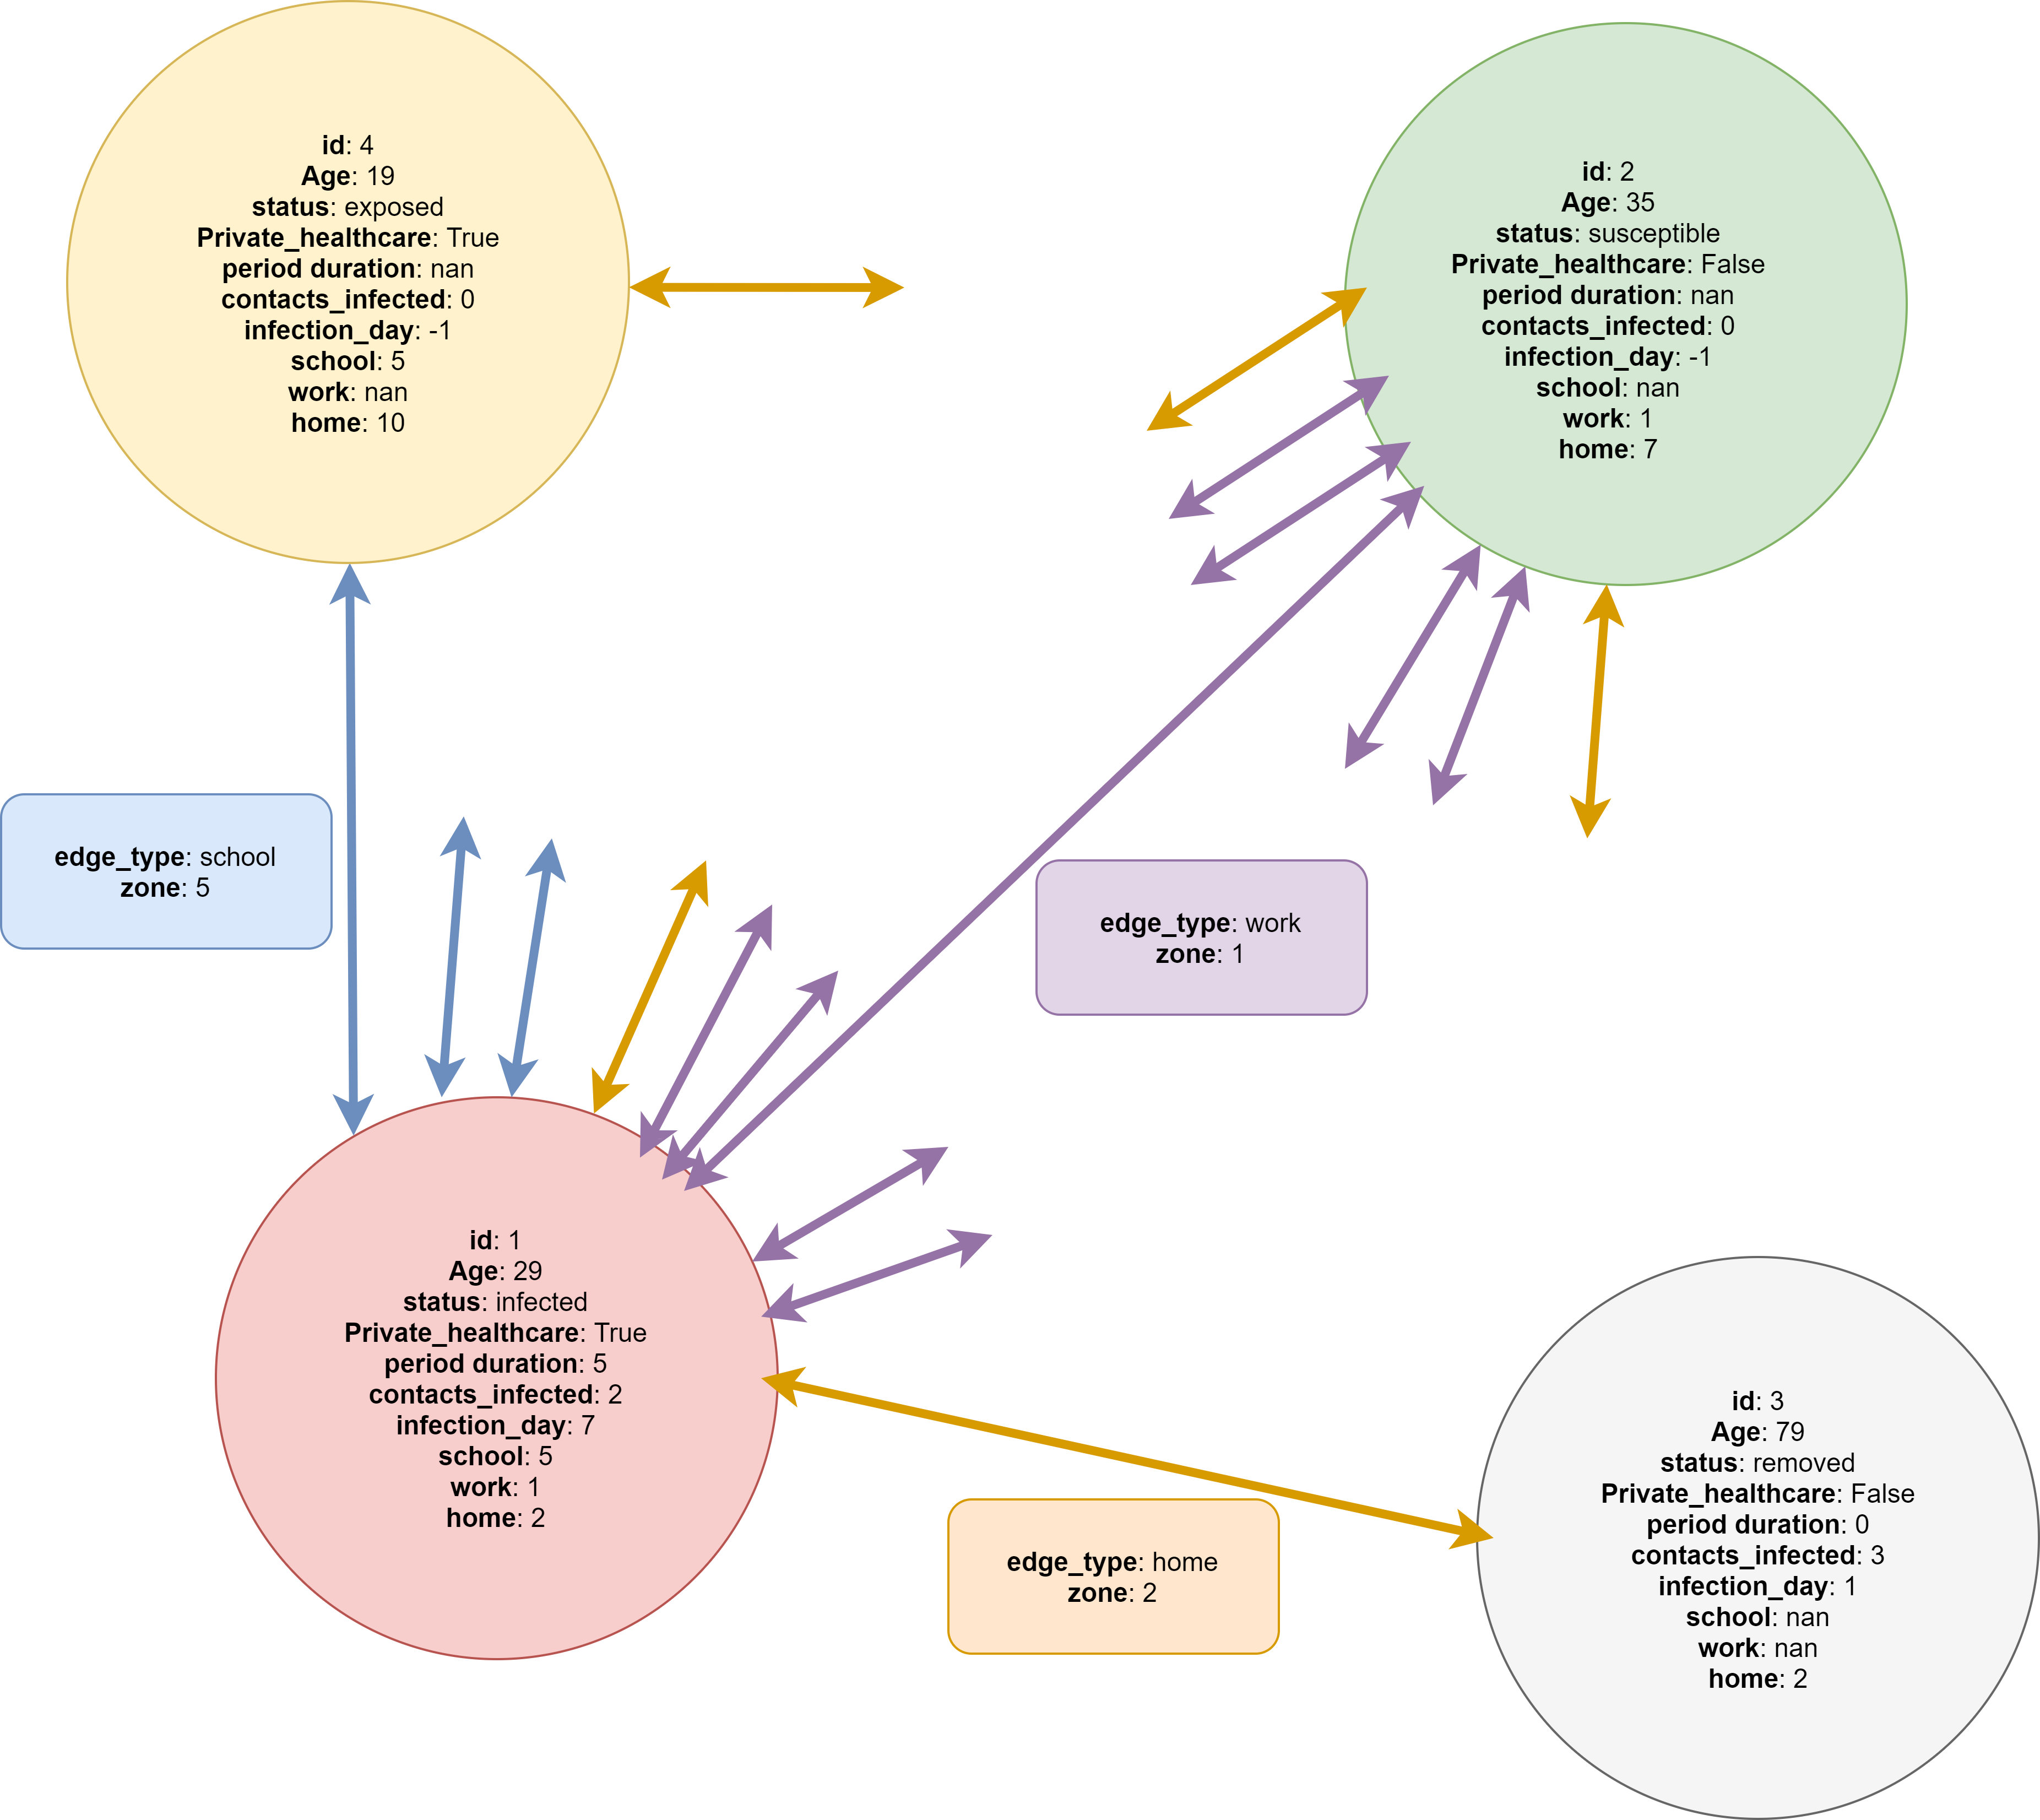 id: 4
Age: 19
status: exposed
Private_healthcare: True
period duration: nan
contacts_infected: 0
infection_day: -1
school: 5
work: nan
home: 10
id: 2
Age: 35
status: susceptible
Private_healthcare: False
period duration: nan
contacts_infected: 0
infection_day: -1
school: nan
work: 1
home: 7
edge_type: school
zone: 5
edge_type: work
zone: 1
id: 1
Age: 29
status: infected
Private_healthcare: True
period duration: 5
contacts_infected: 2
infection_day: 7
school: 5
work: 1
home: 2
edge_type: home
zone: 2
id: 3
Age: 79
status: removed
Private_healthcare: False
period duration: 0
contacts_infected: 3
infection_day: 1
school: nan
work: nan
home: 2